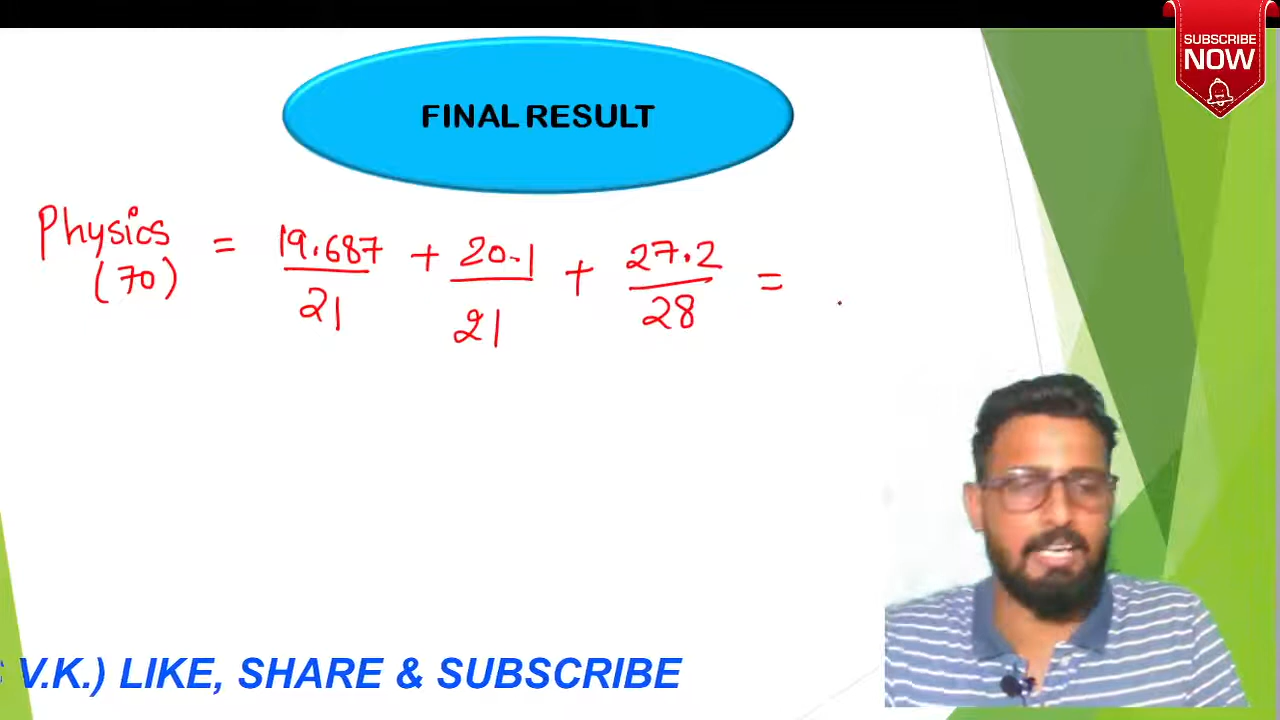 SUBSCRIBE
NOW
FINAL RESULT
Physics = 19.687 + 20.1 + 27.2 =
(70) 21 21 28
V.K.) LIKE, SHARE & SUBSCRIBE